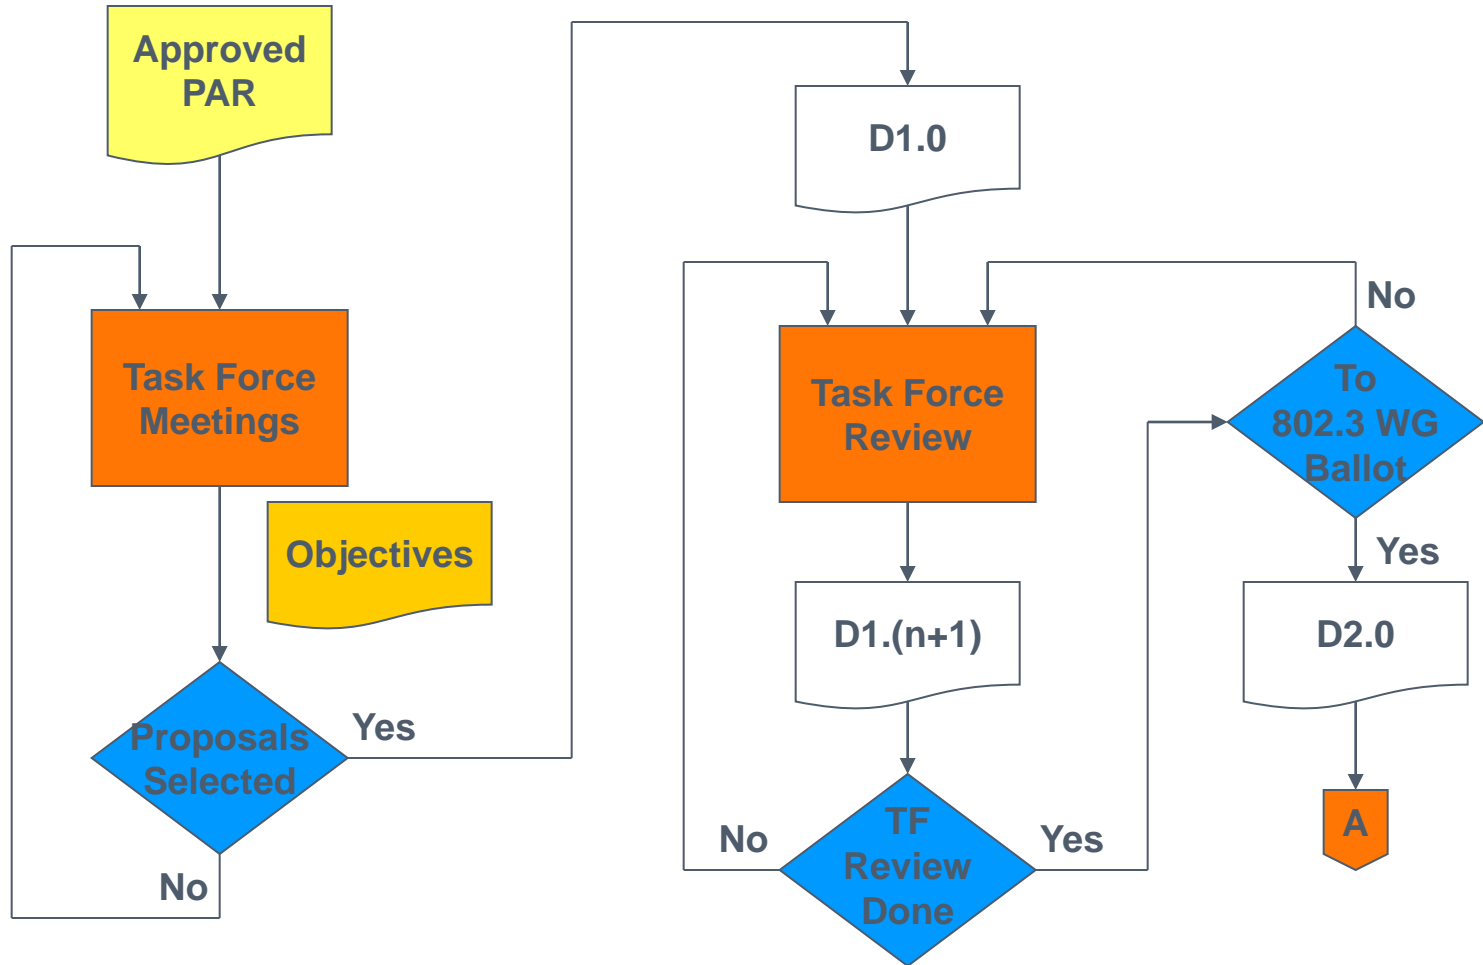 Approved
PAR
Task Force
Meetings
Objectives
Proposals
Selected
Yes
No
D1.0
Task Force
Review
D1.(n+1)
TF
Review
Done
No
Yes
To
802.3 WG
Ballot
No
Yes
D2.0
A